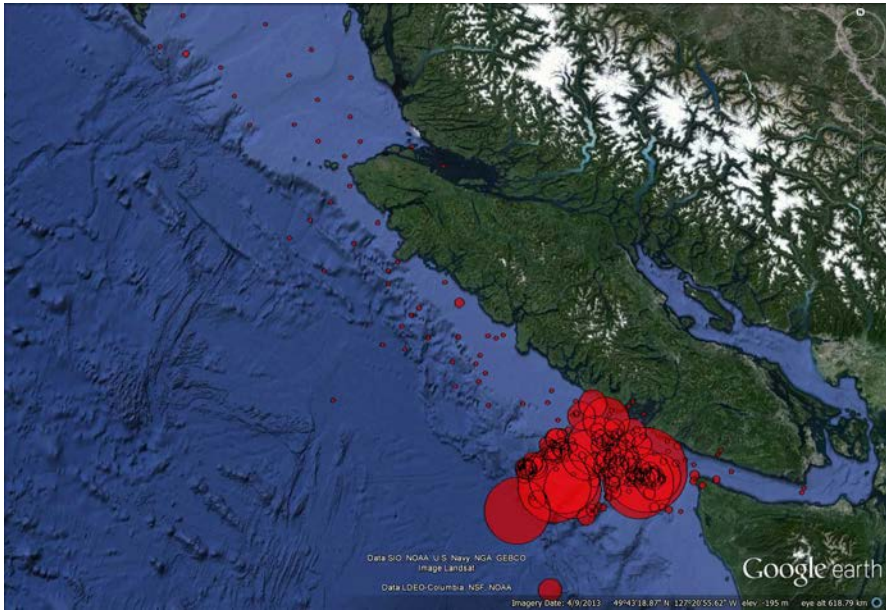 Data SIO, NOAA, U.S. Navy, NGA, GEBCO
Image Landsat
Data LDEO-Columbia, NSF, NOAA
Google earth
Imagery Date: 4/9/2013 49°43'18.87" N 127°20'55.62" W elev -195 m eye alt 618.79 km